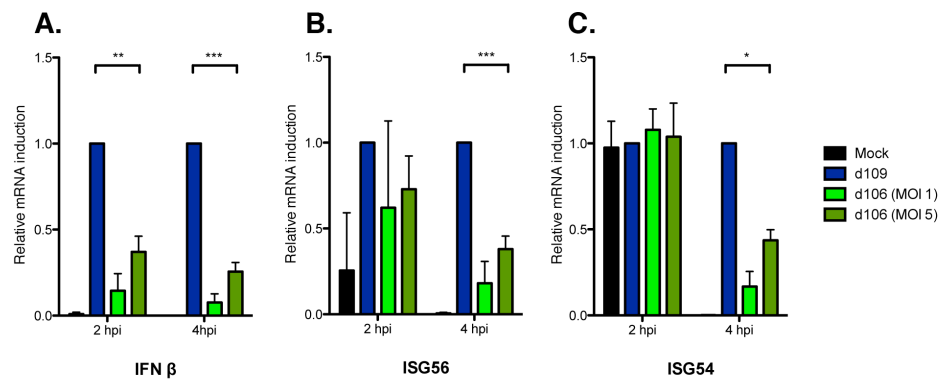 A.
B.
C.
Relative mRNA induction
1.5
1.0
0.5
0.0
**
***
2 hpi
4hpi
IFN β
Relative mRNA induction
1.5
1.0
0.5
0.0
***
2 hpi
4 hpi
ISG56
Relative mRNA induction
1.5
1.0
0.5
0.0
*
2 hpi
4 hpi
ISG54
Mock
d109
d106 (MOI 1)
d106 (MOI 5)